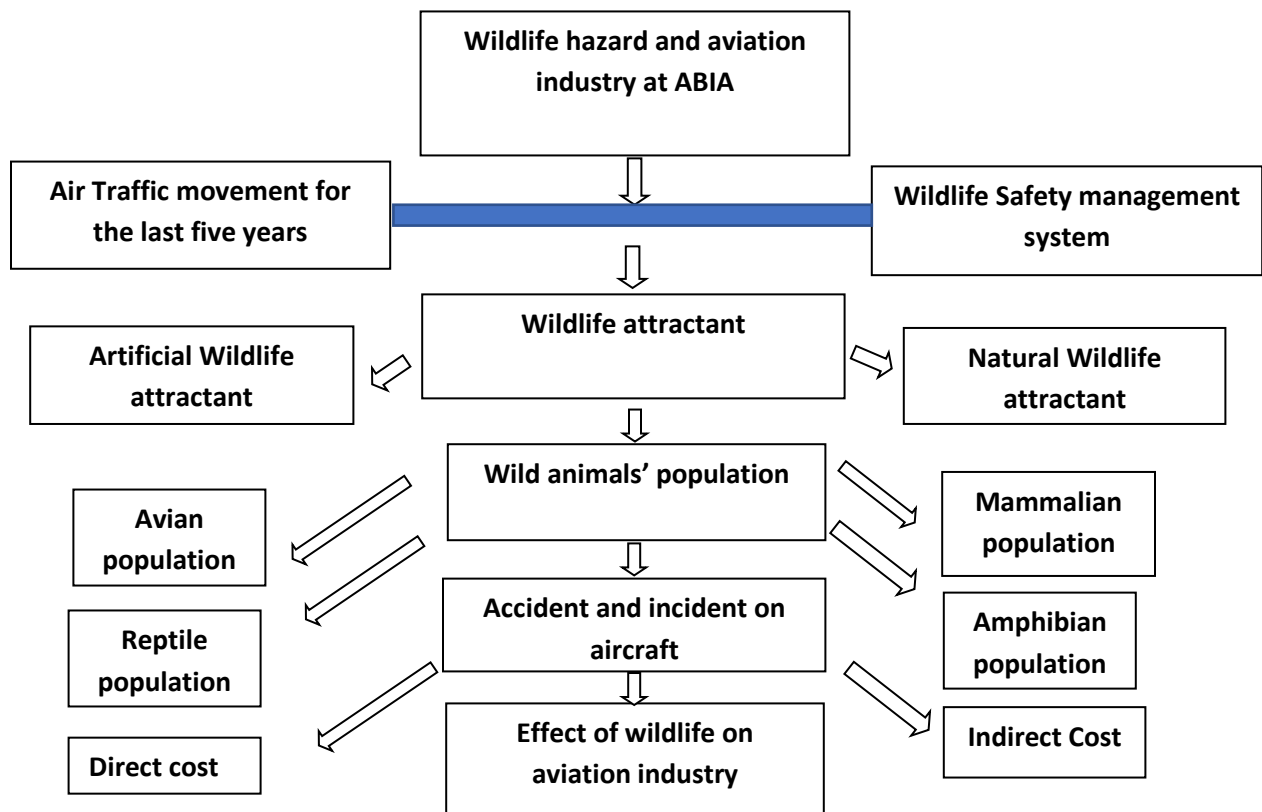 Wildlife hazard and aviation
industry at ABIA
Air Traffic movement for
the last five years
Wildlife Safety management
system
Wildlife attractant
Artificial Wildlife
attractant
Natural Wildlife
attractant
Wild animals’ population
Avian
population
Mammalian
population
Accident and incident on
aircraft
Reptile
population
Amphibian
population
Effect of wildlife on
aviation industry
Direct cost
Indirect Cost